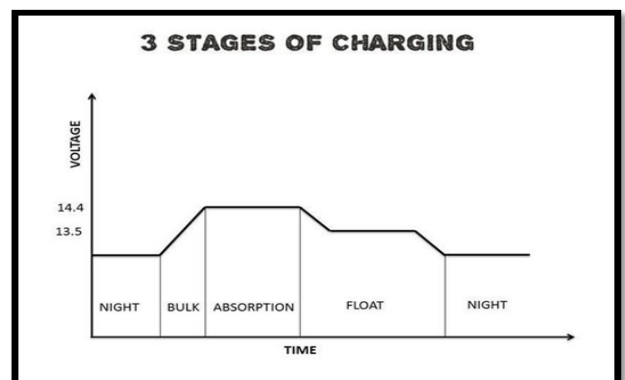 3 STAGES OF CHARGING
VOLTAGE
14.4
13.5
NIGHT
BULK
ABSORPTION
FLOAT
NIGHT
TIME